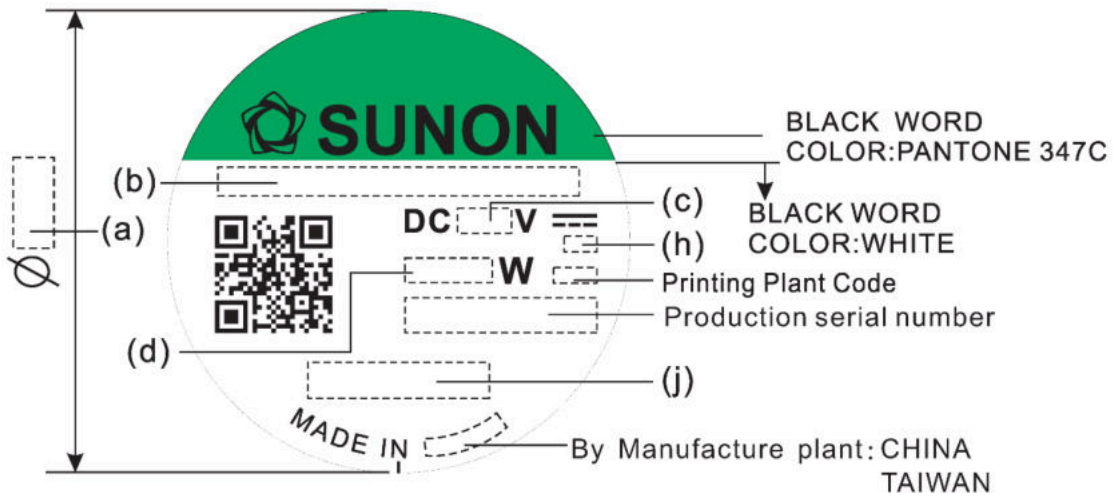 SUNON
BLACK WORD
COLOR:PANTONE 347C
(b)
(a)
(c)
DC V
BLACK WORD
COLOR:WHITE
(h)
W
Printing Plant Code
Production serial number
(d)
(j)
MADE IN
By Manufacture plant: CHINA
TAIWAN
Ø